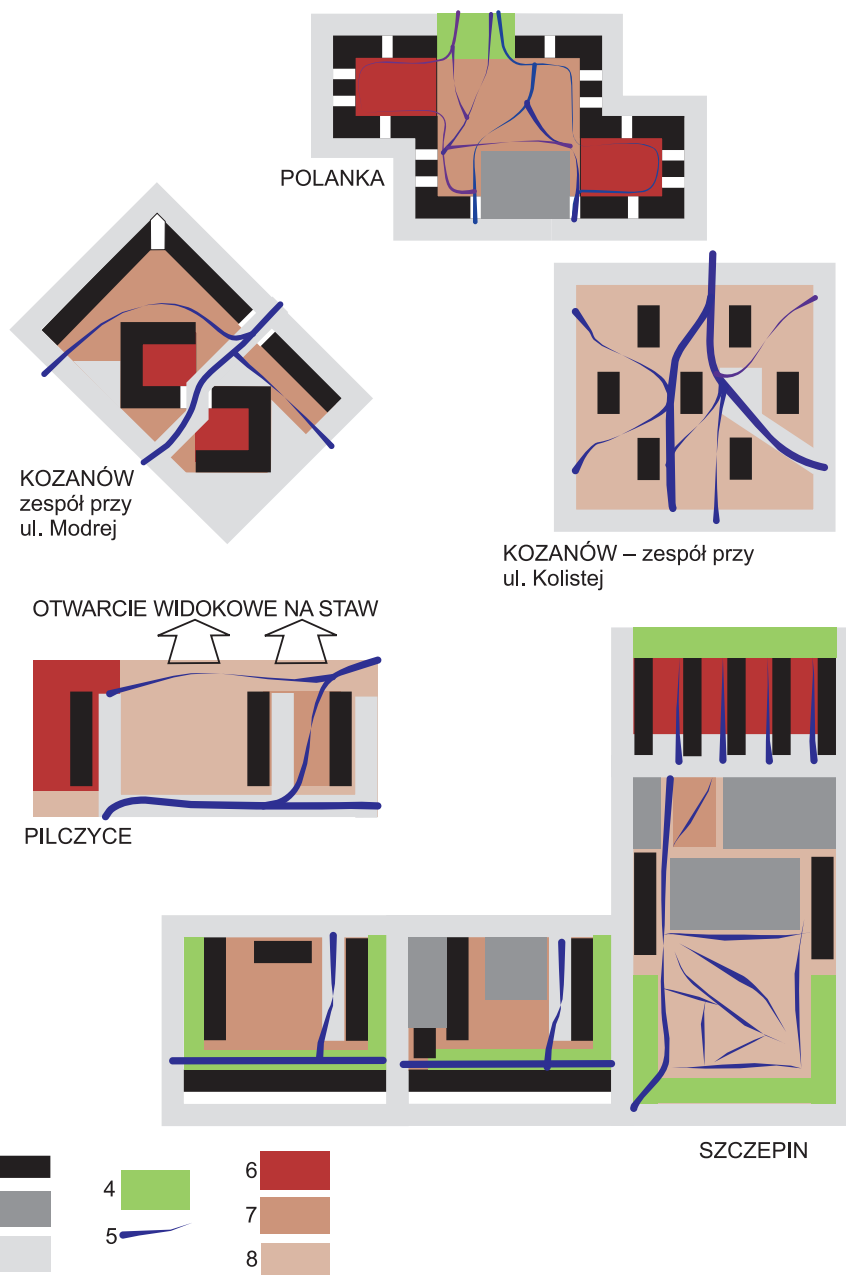 POLANKA
KOZANÓW
zespół przy
ul. Modrej
KOZANÓW – zespół przy
ul. Kolistej
OTWARCIE WIDOKOWE NA STAW
PILCZYCE
SZCZEPIN
4
5
6
7
8